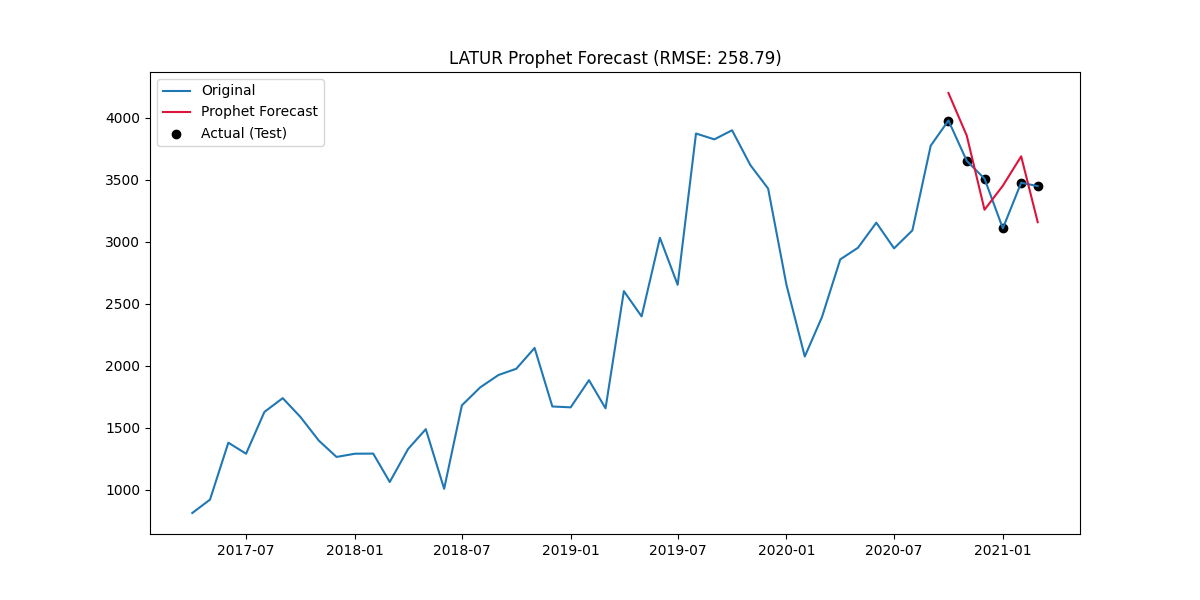 LATUR Prophet Forecast (RMSE: 258.79)
Original
Prophet Forecast
Actual (Test)
4000
3500
3000
2500
2000
1500
1000
2017-07 2018-01 2018-07 2019-01 2019-07 2020-01 2020-07 2021-01